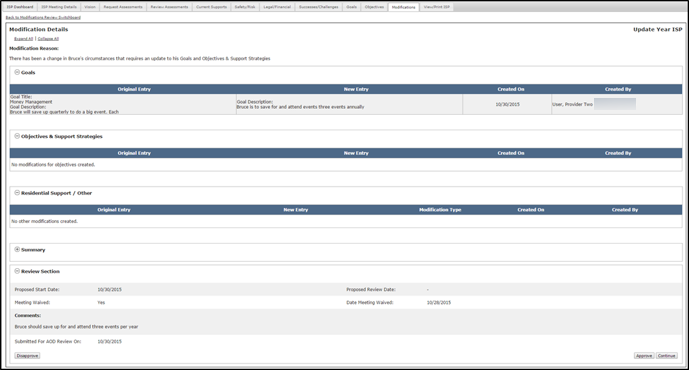 ISP Dashboard ISP Meeting Details Vision Request Assessments Review Assessments Current Supports Safety/Risk Legal/Financial Successes/Challenges Goals Objectives Modifications View/Print ISP
Back to Modifications Review Switchboard
Modification Details Update Year ISP
Expand All | Collapse All
Modification Reason:
There has been a change in Bruce's circumstances that requires an update to his Goals and Objectives & Support Strategies
Goals
Original Entry New Entry Created On Created By
Goal Title:
Money Management Goal Description:
Goal Description: Bruce is to save for and attend events three events annually 10/30/2015 User, Provider Two
Bruce will save up quarterly to do a big event. Each
Objectives & Support Strategies
Original Entry New Entry Created On Created By
No modifications for objectives created.
Residential Support / Other
Original Entry New Entry Modification Type Created On Created By
No other modifications created.
Summary
Review Section
Proposed Start Date: 10/30/2015 Proposed Review Date: -
Meeting Waived: Yes Date Meeting Waived: 10/28/2015
Comments:
Bruce should save up for and attend three events per year
Submitted For AOD Review On: 10/30/2015
Disapprove Approve Continue